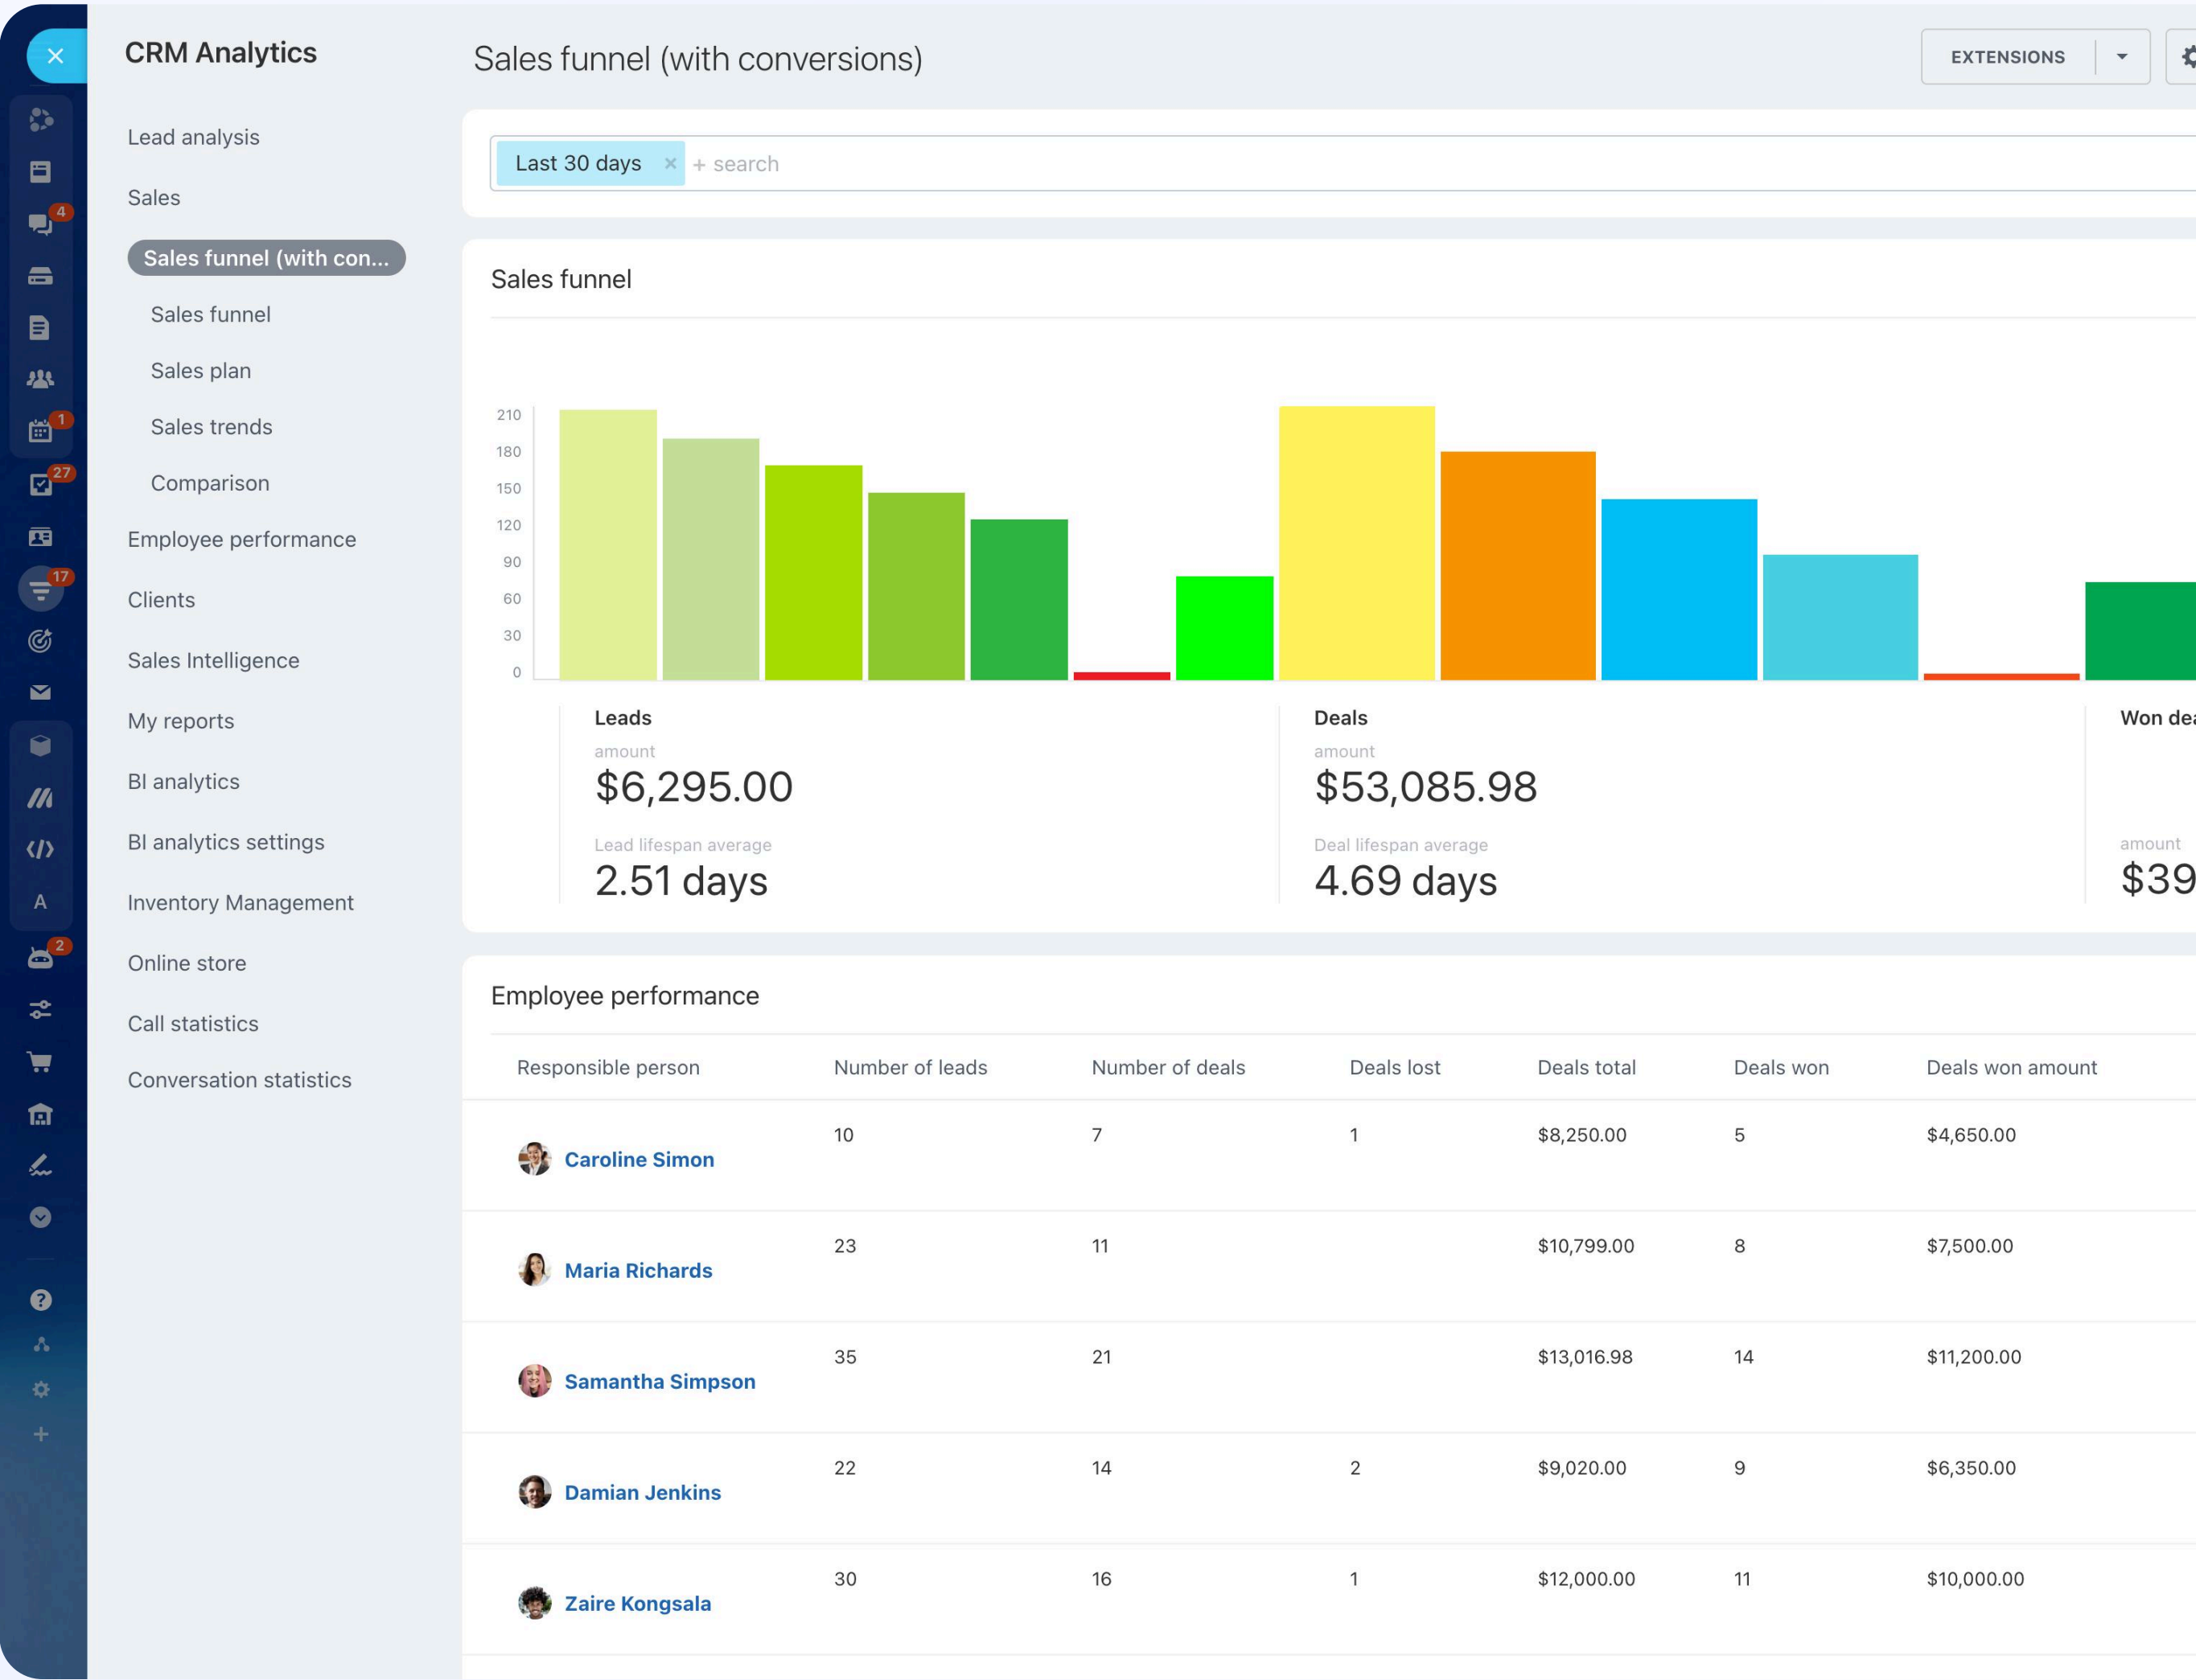 CRM Analytics
Sales funnel (with conversions)
EXTENSIONS
Lead analysis
Sales
Sales funnel (with con...
Sales funnel
Sales plan
Sales trends
Comparison
Employee performance
Clients
Sales Intelligence
My reports
BI analytics
BI analytics settings
Inventory Management
Online store
Call statistics
Conversation statistics
4
1
27
17
A
2
Last 30 days × + search
Sales funnel
210
180
150
120
90
60
30
0
Leads
amount
$6,295.00
Lead lifespan average
2.51 days
Deals
amount
$53,085.98
Deal lifespan average
4.69 days
Won dea
amount
$39
Employee performance
Responsible person Number of leads Number of deals Deals lost Deals total Deals won Deals won amount
Caroline Simon 10 7 1 $8,250.00 5 $4,650.00
Maria Richards 23 11 $10,799.00 8 $7,500.00
Samantha Simpson 35 21 $13,016.98 14 $11,200.00
Damian Jenkins 22 14 2 $9,020.00 9 $6,350.00
Zaire Kongsala 30 16 1 $12,000.00 11 $10,000.00